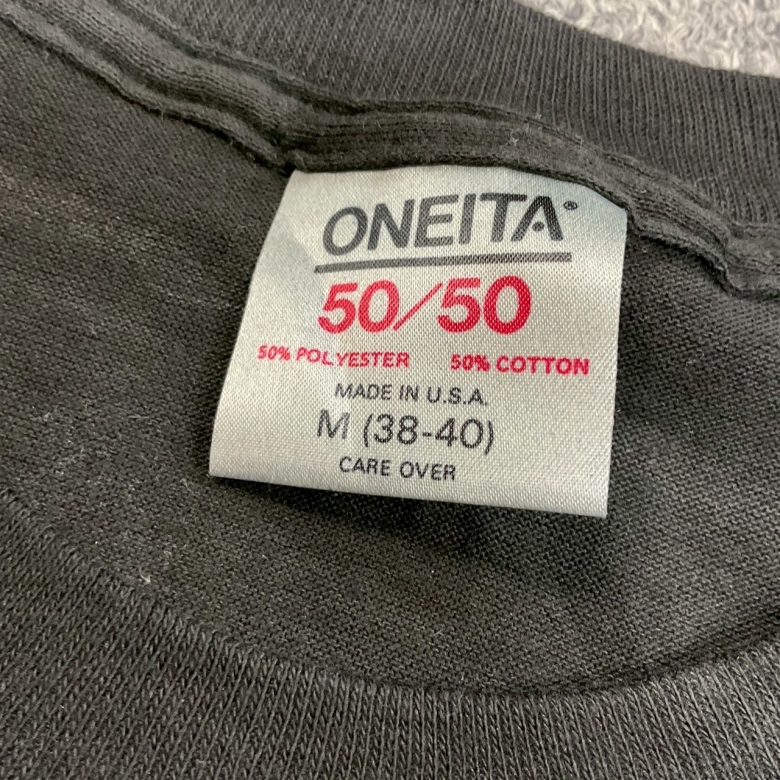 ONEITA®
50/50
50% POLYESTER 50% COTTON
MADE IN U.S.A.
M (38-40)
CARE OVER